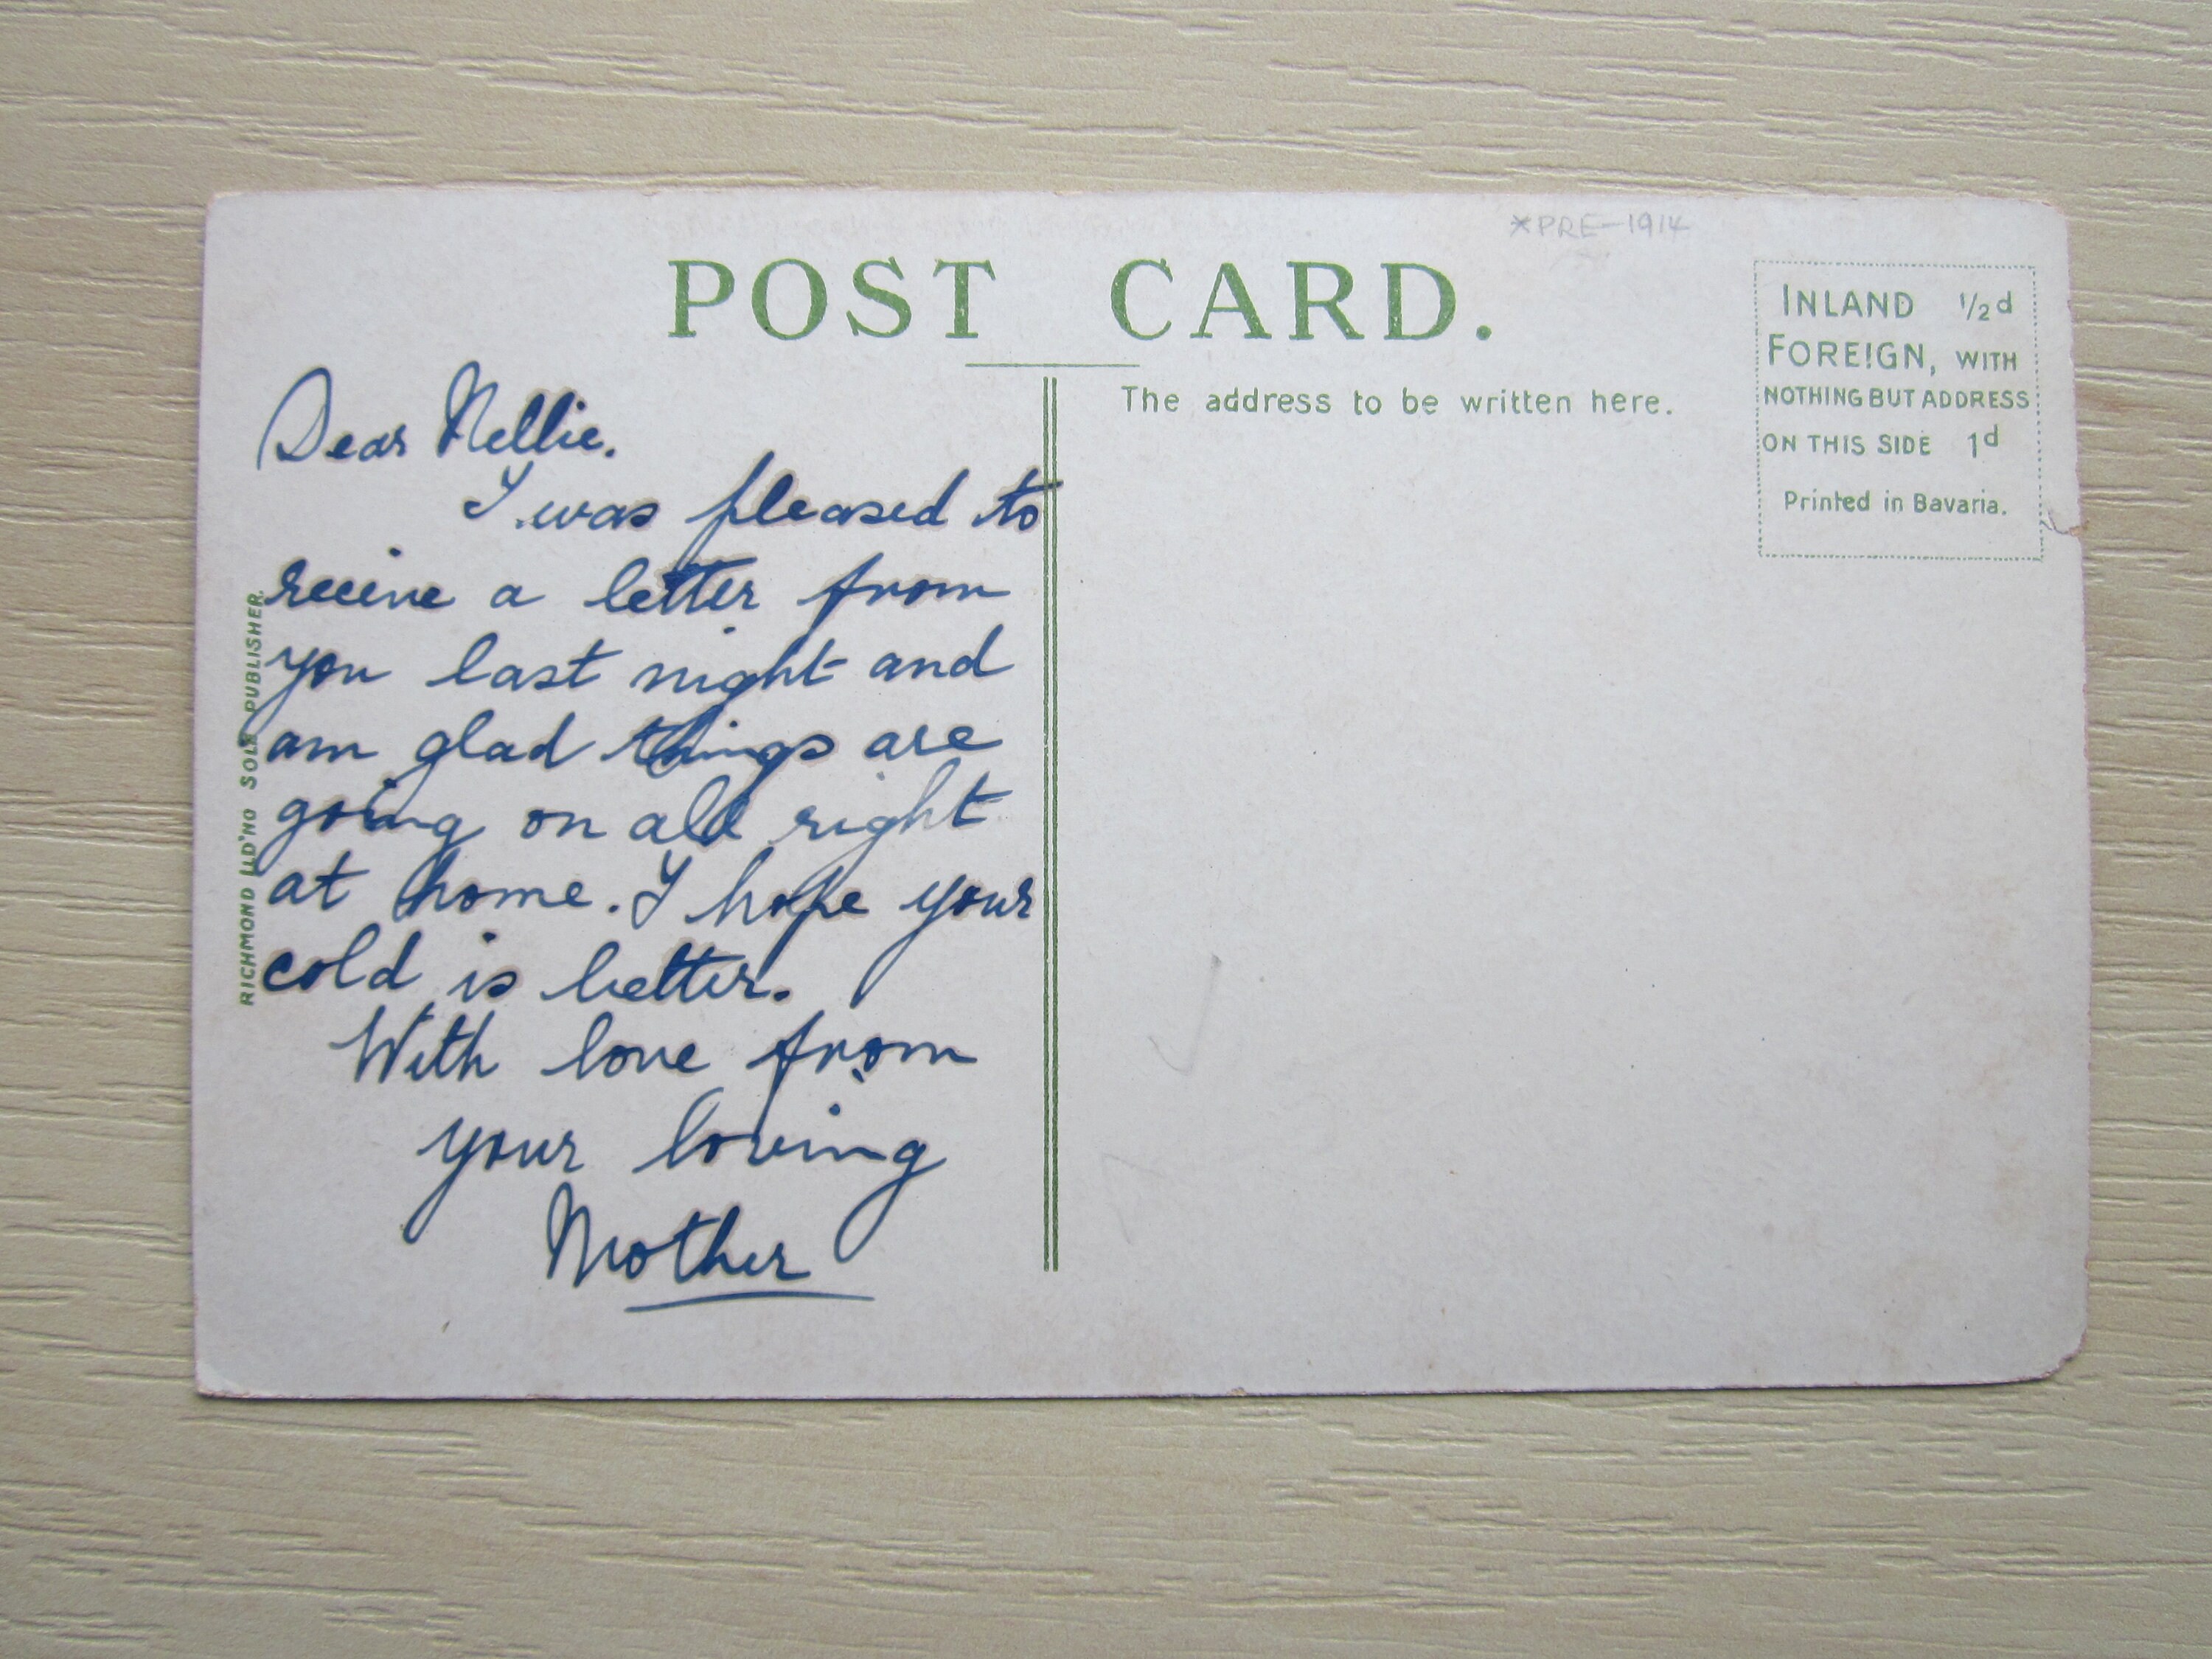 *PRE-1914
POST CARD.
INLAND ½d
FOREIGN, WITH
NOTHING BUT ADDRESS
ON THIS SIDE 1d
Printed in Bavaria.
The address to be written here.
Dear Nellie.
I was pleased to
receive a letter from
you last night and
am glad things are
going on all right
at home. I hope your
cold is better.
With love from
your loving
Mother
RICHMOND SOLE PUBLISHER.